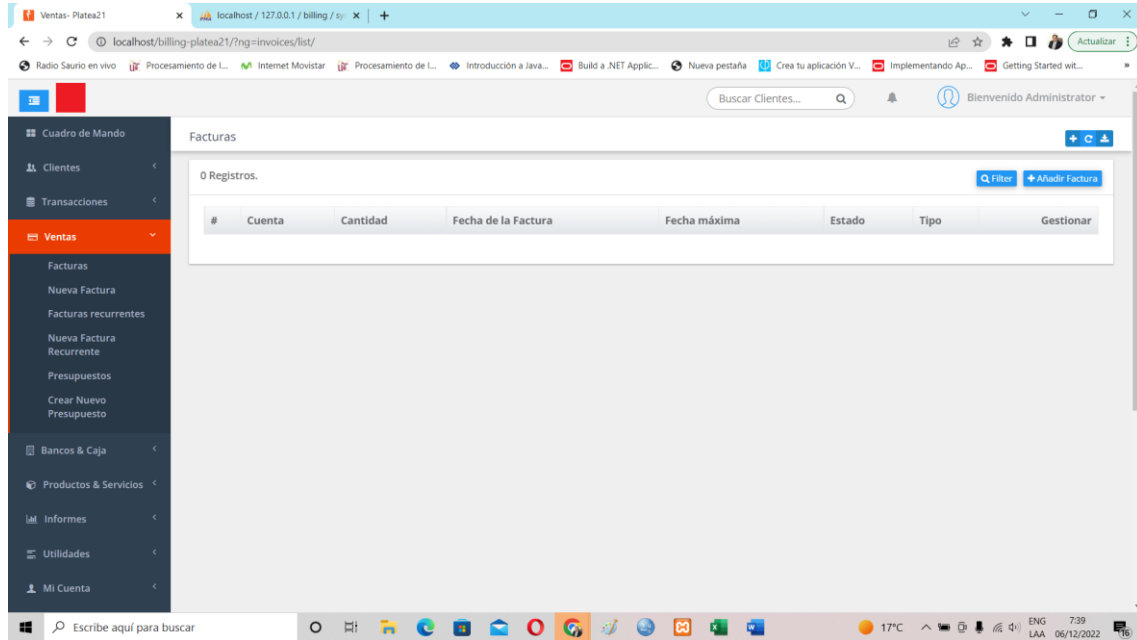 Ventas- Platea21
localhost / 127.0.0.1 / billing / sy
localhost/billing-platea21/?ng=invoices/list/
Actualizar
Radio Saurio en vivo Procesamiento de l... Internet Movistar Procesamiento de l... Introducción a Java... Build a .NET Applic... Nueva pestaña Crea tu aplicación V... Implementando Ap... Getting Started wit... »
Buscar Clientes... Bienvenido Administrator
Cuadro de Mando
Clientes
Transacciones
Ventas
Facturas
Nueva Factura
Facturas recurrentes
Nueva Factura
Recurrente
Presupuestos
Crear Nuevo
Presupuesto
Bancos & Caja
Productos & Servicios
Informes
Utilidades
Mi Cuenta
Facturas
0 Registros. Filter Añadir Factura
# Cuenta Cantidad Fecha de la Factura Fecha máxima Estado Tipo Gestionar
Escribe aquí para buscar
17°C
ENG
LAA
7:39
06/12/2022
16